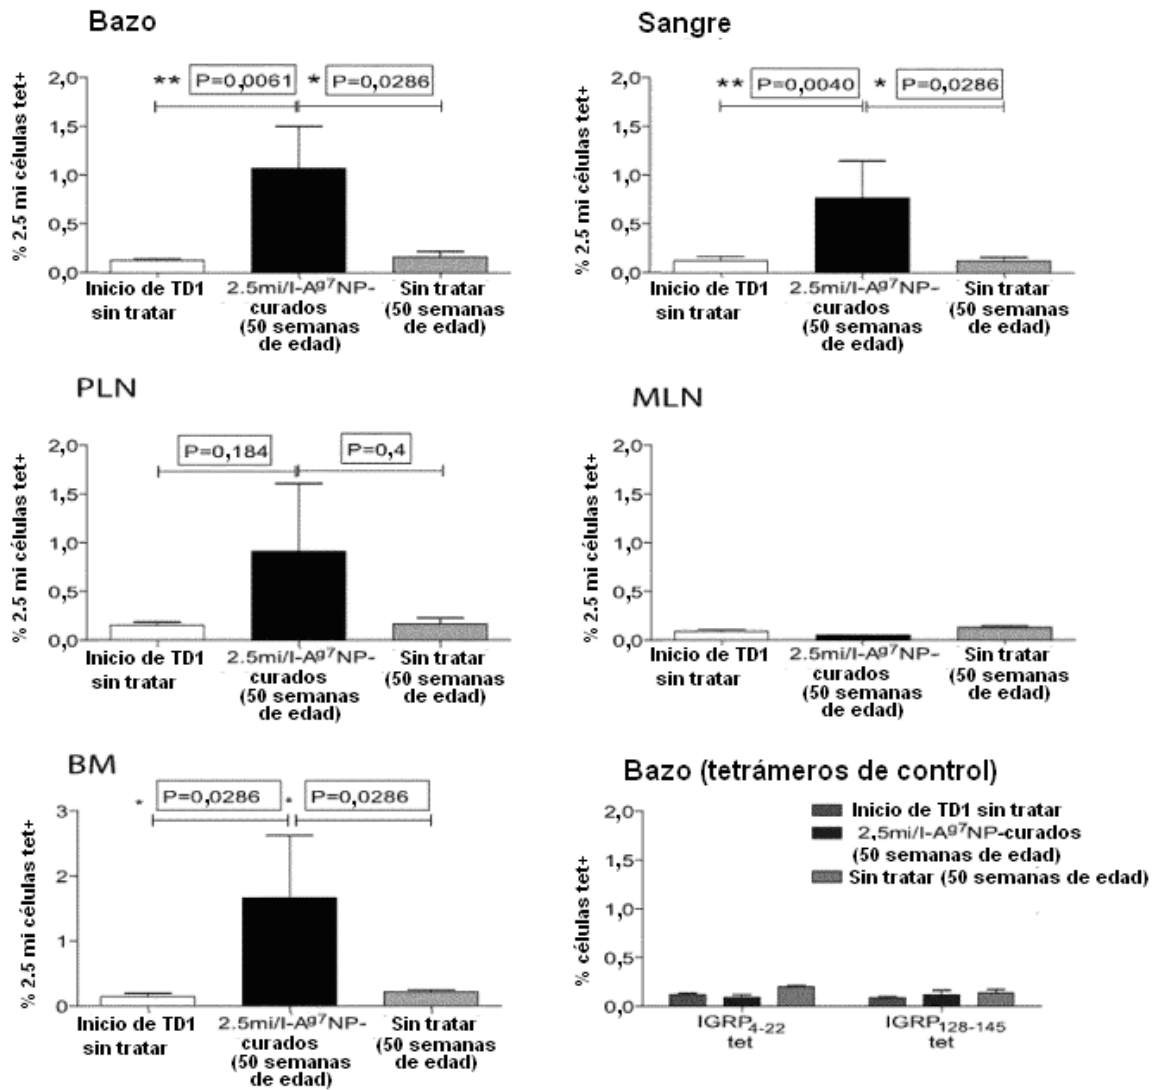 Bazo
** P=0,0061 * P=0,0286
2,0
1,5
1,0
0,5
0,0
% 2.5 mi células tet+
Inicio de TD1 sin tratar
2.5mi/I-Ag7NP-curados (50 semanas de edad)
Sin tratar (50 semanas de edad)
Sangre
** P=0,0040 * P=0,0286
2,0
1,5
1,0
0,5
0,0
% 2.5 mi células tet+
Inicio de TD1 sin tratar
2.5mi/I-Ag7NP-curados (50 semanas de edad)
Sin tratar (50 semanas de edad)
PLN
P=0,184 P=0,4
2,0
1,5
1,0
0,5
0,0
% 2.5 mi células tet+
Inicio de TD1 sin tratar
2.5mi/I-Ag7NP-curados (50 semanas de edad)
Sin tratar (50 semanas de edad)
MLN
2,0
1,5
1,0
0,5
0,0
% 2.5 mi células tet+
Inicio de TD1 sin tratar
2.5mi/I-Ag7NP-curados (50 semanas de edad)
Sin tratar (50 semanas de edad)
BM
* P=0,0286 * P=0,0286
3
2
1
0
% 2.5 mi células tet+
Inicio de TD1 sin tratar
2.5mi/I-Ag7NP-curados (50 semanas de edad)
Sin tratar (50 semanas de edad)
Bazo (tetrámeros de control)
Inicio de TD1 sin tratar
2,5mi/I-Ag7NP-curados
(50 semanas de edad)
Sin tratar (50 semanas de edad)
2,0
1,5
1,0
0,5
0,0
% células tet+
IGRP4-22 tet
IGRP128-145 tet